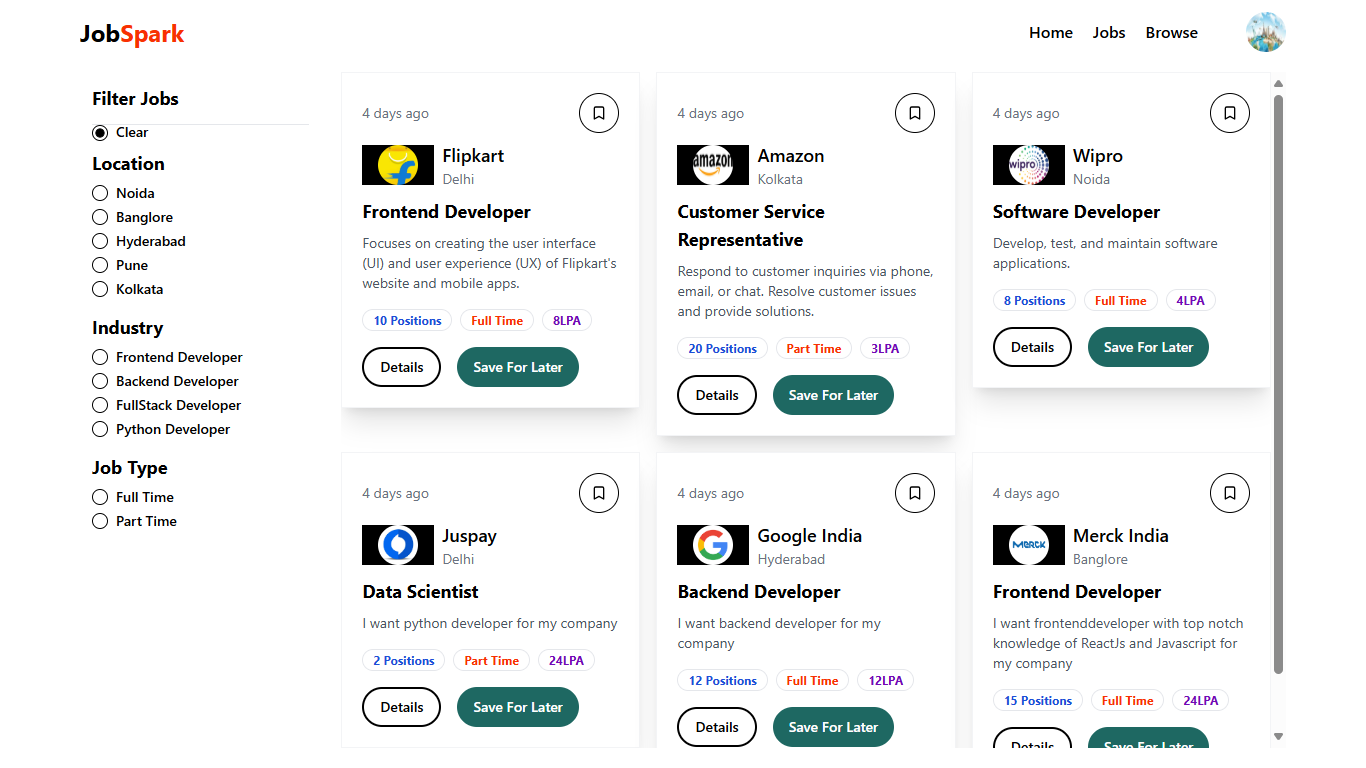 JobSpark
Home
Jobs
Browse
Filter Jobs
Clear
Location
Noida
Banglore
Hyderabad
Pune
Kolkata
Industry
Frontend Developer
Backend Developer
FullStack Developer
Python Developer
Job Type
Full Time
Part Time
4 days ago
Flipkart
Delhi
Frontend Developer
Focuses on creating the user interface
(UI) and user experience (UX) of Flipkart's
website and mobile apps.
10 Positions
Full Time
8LPA
Details
Save For Later
4 days ago
amazon
Amazon
Kolkata
Customer Service
Representative
Respond to customer inquiries via phone,
email, or chat. Resolve customer issues
and provide solutions.
20 Positions
Part Time
3LPA
Details
Save For Later
4 days ago
wipro
Wipro
Noida
Software Developer
Develop, test, and maintain software
applications.
8 Positions
Full Time
4LPA
Details
Save For Later
4 days ago
Juspay
Delhi
Data Scientist
I want python developer for my company
2 Positions
Part Time
24LPA
Details
Save For Later
4 days ago
Google India
Hyderabad
Backend Developer
I want backend developer for my
company
12 Positions
Full Time
12LPA
Details
Save For Later
4 days ago
MERCK
Merck India
Banglore
Frontend Developer
I want frontenddeveloper with top notch
knowledge of ReactJs and Javascript for
my company
15 Positions
Full Time
24LPA
Details
Save For Later